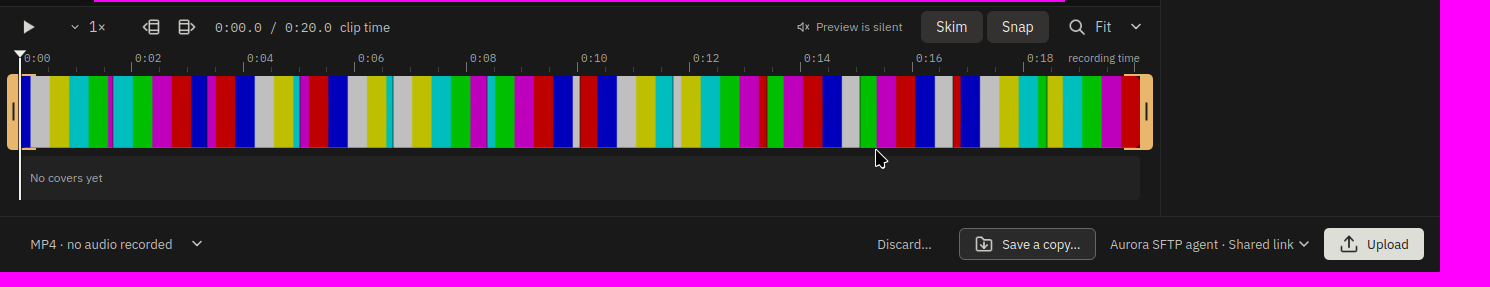 1× 0:00.0 / 0:20.0 clip time Preview is silent Skim Snap Fit
0:00 0:02 0:04 0:06 0:08 0:10 0:12 0:14 0:16 0:18 recording time
No covers yet
MP4 · no audio recorded Discard... Save a copy... Aurora SFTP agent · Shared link Upload